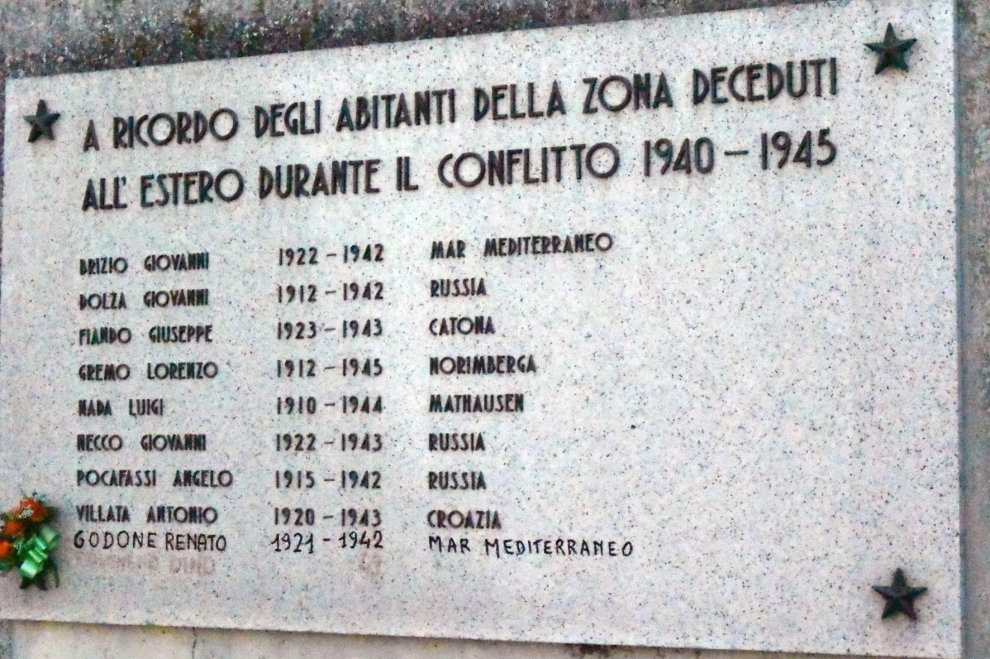 A RICORDO DEGLI ABITANTI DELLA ZONA DECEDUTI
ALL' ESTERO DURANTE IL CONFLITTO 1940 – 1945
BRIZIO GIOVANNI 1922 – 1942 MAR MEDITERRANEO
BOLZA GIOVANNI 1912 – 1942 RUSSIA
FIANDO GIUSEPPE 1923 – 1943 CATONA
GREMO LORENZO 1912 – 1945 NORIMBERGA
NADA LUIGI 1910 – 1944 MATHAUSEN
NECCO GIOVANNI 1922 – 1943 RUSSIA
POCAFASSI ANGELO 1915 – 1942 RUSSIA
VILLATA ANTONIO 1920 – 1943 CROAZIA
GODONE RENATO 1921 – 1942 MAR MEDITERRANEO